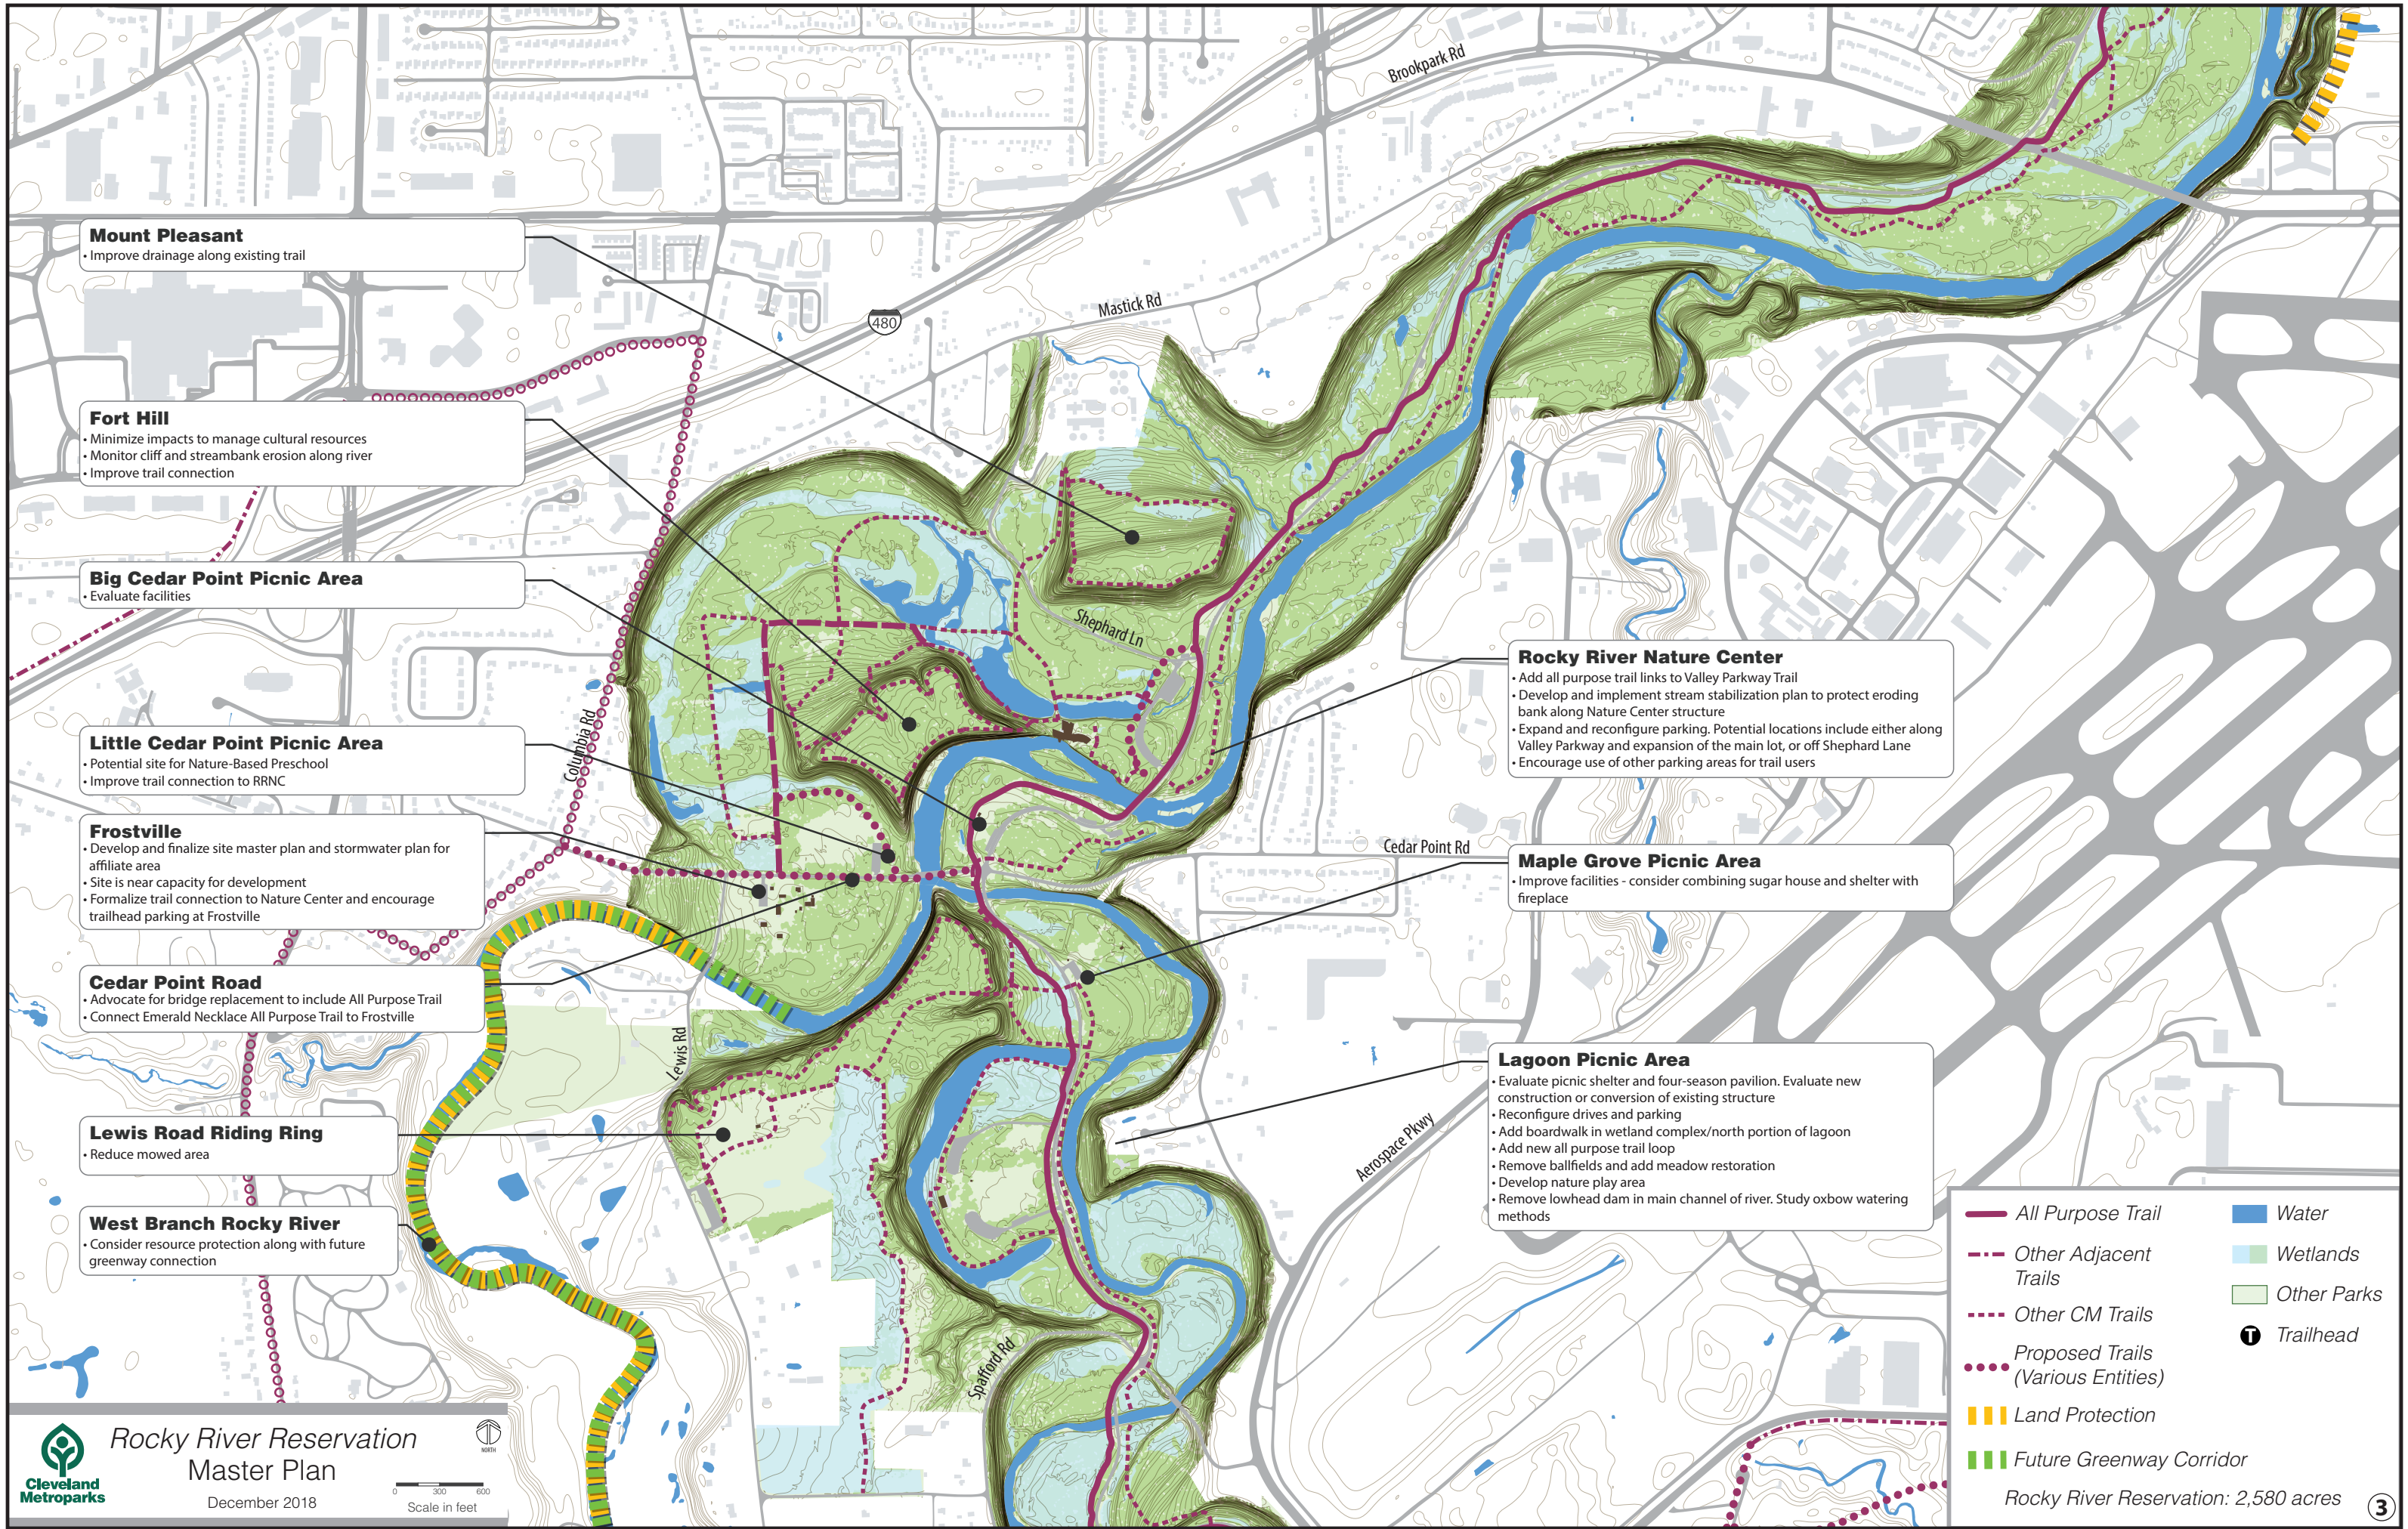 Brookpark Rd
Mount Pleasant
• Improve drainage along existing trail
480
Mastick Rd
Fort Hill
• Minimize impacts to manage cultural resources
• Monitor cliff and streambank erosion along river
• Improve trail connection
Big Cedar Point Picnic Area
• Evaluate facilities
Shephard Ln
Columbia Rd
Little Cedar Point Picnic Area
• Potential site for Nature-Based Preschool
• Improve trail connection to RRNC
Frostville
• Develop and finalize site master plan and stormwater plan for
affiliate area
• Site is near capacity for development
• Formalize trail connection to Nature Center and encourage
trailhead parking at Frostville
Cedar Point Road
• Advocate for bridge replacement to include All Purpose Trail
• Connect Emerald Necklace All Purpose Trail to Frostville
Lewis Rd
Lewis Road Riding Ring
• Reduce mowed area
West Branch Rocky River
• Consider resource protection along with future
greenway connection
Rocky River Nature Center
• Add all purpose trail links to Valley Parkway Trail
• Develop and implement stream stabilization plan to protect eroding
bank along Nature Center structure
• Expand and reconfigure parking. Potential locations include either along
Valley Parkway and expansion of the main lot, or off Shephard Lane
• Encourage use of other parking areas for trail users
Cedar Point Rd
Maple Grove Picnic Area
• Improve facilities - consider combining sugar house and shelter with
fireplace
Lagoon Picnic Area
• Evaluate picnic shelter and four-season pavilion. Evaluate new
construction or conversion of existing structure
• Reconfigure drives and parking
• Add boardwalk in wetland complex/north portion of lagoon
• Add new all purpose trail loop
• Remove ballfields and add meadow restoration
• Develop nature play area
• Remove lowhead dam in main channel of river. Study oxbow watering
methods
Aerospace Pkwy
Spafford Rd
Cleveland
Metroparks
Rocky River Reservation
Master Plan
December 2018
NORTH
0 300 600
Scale in feet
All Purpose Trail
Other Adjacent
Trails
Other CM Trails
Proposed Trails
(Various Entities)
Land Protection
Future Greenway Corridor
Water
Wetlands
Other Parks
T Trailhead
Rocky River Reservation: 2,580 acres
3